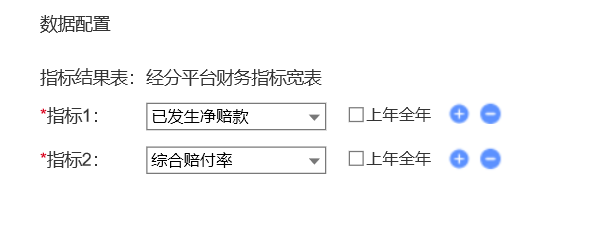 数据配置
指标结果表：经分平台财务指标宽表
*指标1： 已发生净赔款 上年全年
*指标2： 综合赔付率 上年全年